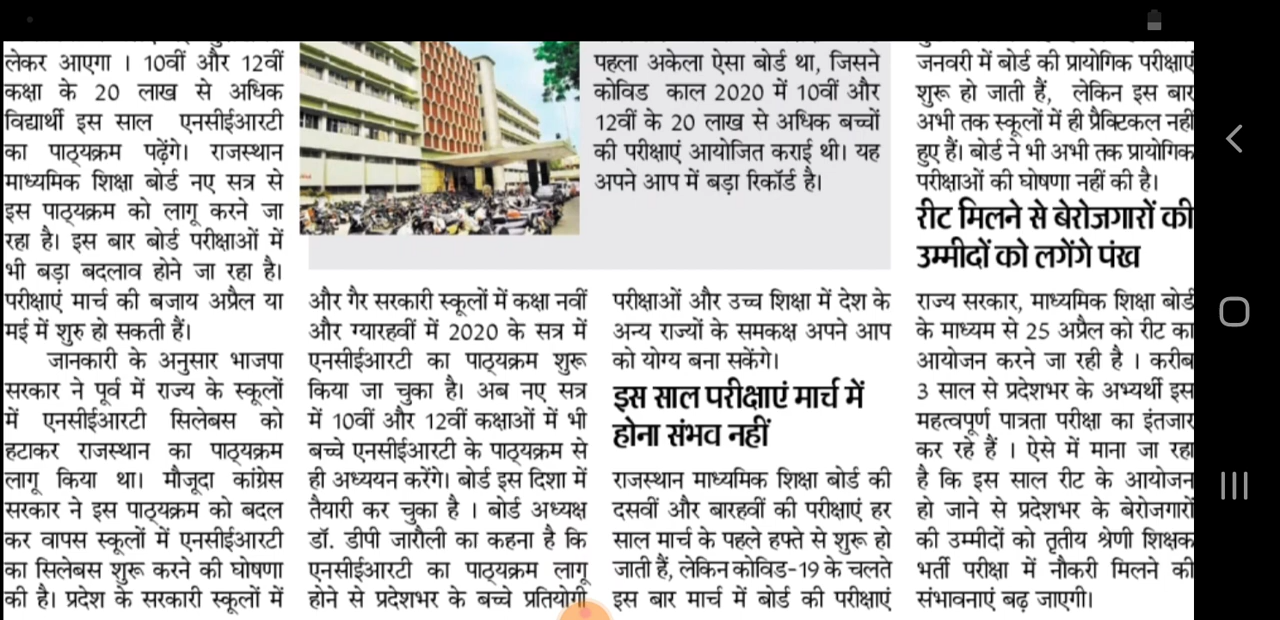 लेकर आएगा । 10वीं और 12वीं
कक्षा के 20 लाख से अधिक
विद्यार्थी इस साल एनसीईआरटी
का पाठ्यक्रम पढ़ेंगे। राजस्थान
माध्यमिक शिक्षा बोर्ड नए सत्र से
इस पाठ्यक्रम को लागू करने जा
रहा है। इस बार बोर्ड परीक्षाओं में
भी बड़ा बदलाव होने जा रहा है।
परीक्षाएं मार्च की बजाय अप्रैल या
मई में शुरु हो सकती हैं।
जानकारी के अनुसार भाजपा
सरकार ने पूर्व में राज्य के स्कूलों
में एनसीईआरटी सिलेबस को
हटाकर राजस्थान का पाठ्यक्रम
लागू किया था। मौजूदा कांग्रेस
सरकार ने इस पाठ्यक्रम को बदल
कर वापस स्कूलों में एनसीईआरटी
का सिलेबस शुरू करने की घोषणा
की है। प्रदेश के सरकारी स्कूलों में
और गैर सरकारी स्कूलों में कक्षा नवीं
और ग्यारहवीं में 2020 के सत्र में
एनसीईआरटी का पाठ्यक्रम शुरू
किया जा चुका है। अब नए सत्र
में 10वीं और 12वीं कक्षाओं में भी
बच्चे एनसीईआरटी के पाठ्यक्रम से
ही अध्ययन करेंगे। बोर्ड इस दिशा में
तैयारी कर चुका है । बोर्ड अध्यक्ष
डॉ. डीपी जारौली का कहना है कि
एनसीईआरटी का पाठ्यक्रम लागू
होने से प्रदेशभर के बच्चे प्रतियोगी
पहला अकेला ऐसा बोर्ड था, जिसने
कोविड काल 2020 में 10वीं और
12वीं के 20 लाख से अधिक बच्चों
की परीक्षाएं आयोजित कराई थी। यह
अपने आप में बड़ा रिकॉर्ड है।
परीक्षाओं और उच्च शिक्षा में देश के
अन्य राज्यों के समकक्ष अपने आप
को योग्य बना सकेंगे।
इस साल परीक्षाएं मार्च में
होना संभव नहीं
राजस्थान माध्यमिक शिक्षा बोर्ड की
दसवीं और बारहवीं की परीक्षाएं हर
साल मार्च के पहले हफ्ते से शुरू हो
जाती हैं, लेकिन कोविड-19 के चलते
इस बार मार्च में बोर्ड की परीक्षाएं
जनवरी में बोर्ड की प्रायोगिक परीक्षाएं
शुरू हो जाती हैं, लेकिन इस बार
अभी तक स्कूलों में ही प्रैक्टिकल नहीं
हुए हैं। बोर्ड ने भी अभी तक प्रायोगिक
परीक्षाओं की घोषणा नहीं की है।
रीट मिलने से बेरोजगारों की
उम्मीदों को लगेंगे पंख
राज्य सरकार, माध्यमिक शिक्षा बोर्ड
के माध्यम से 25 अप्रैल को रीट का
आयोजन करने जा रही है । करीब
3 साल से प्रदेशभर के अभ्यर्थी इस
महत्वपूर्ण पात्रता परीक्षा का इंतजार
कर रहे हैं । ऐसे में माना जा रहा
है कि इस साल रीट के आयोजन
हो जाने से प्रदेशभर के बेरोजगारों
की उम्मीदों को तृतीय श्रेणी शिक्षक
भर्ती परीक्षा में नौकरी मिलने की
संभावनाएं बढ़ जाएगी।